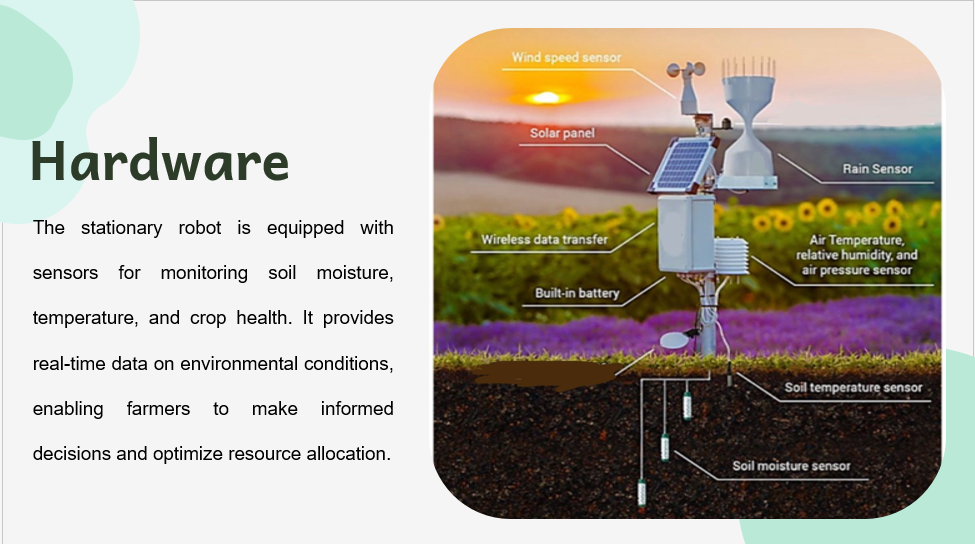 Hardware
The stationary robot is equipped with
sensors for monitoring soil moisture,
temperature, and crop health. It provides
real-time data on environmental conditions,
enabling farmers to make informed
decisions and optimize resource allocation.
Wind speed sensor
Solar panel
Rain Sensor
Wireless data transfer
Air Temperature,
relative humidity, and
air pressure sensor
Built-in battery
Soil temperature sensor
Soil moisture sensor